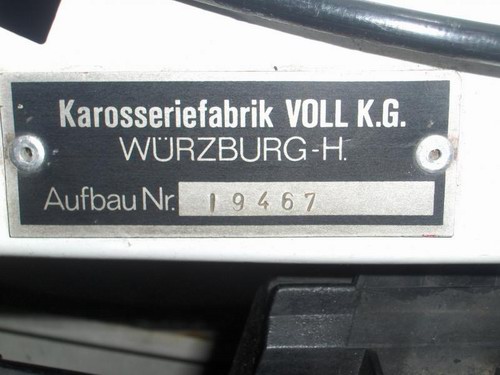 Karosseriefabrik VOLL K.G.
WÜRZBURG-H.
Aufbau Nr. 19467